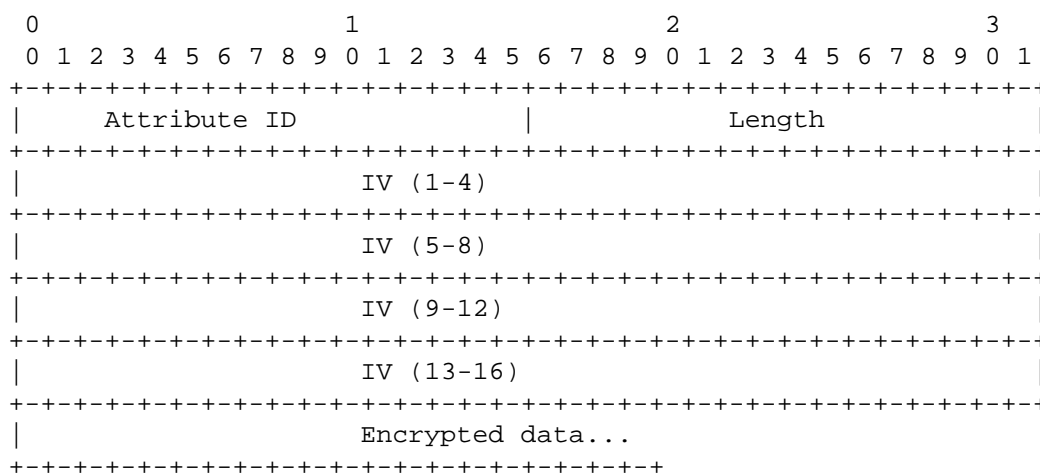 0                   1                   2                   3
 0 1 2 3 4 5 6 7 8 9 0 1 2 3 4 5 6 7 8 9 0 1 2 3 4 5 6 7 8 9 0 1
+-+-+-+-+-+-+-+-+-+-+-+-+-+-+-+-+-+-+-+-+-+-+-+-+-+-+-+-+-+-+-+-+
|     Attribute ID              |            Length             |
+-+-+-+-+-+-+-+-+-+-+-+-+-+-+-+-+-+-+-+-+-+-+-+-+-+-+-+-+-+-+-+-+
|                     IV (1-4)                                  |
+-+-+-+-+-+-+-+-+-+-+-+-+-+-+-+-+-+-+-+-+-+-+-+-+-+-+-+-+-+-+-+-+
|                     IV (5-8)                                  |
+-+-+-+-+-+-+-+-+-+-+-+-+-+-+-+-+-+-+-+-+-+-+-+-+-+-+-+-+-+-+-+-+
|                     IV (9-12)                                 |
+-+-+-+-+-+-+-+-+-+-+-+-+-+-+-+-+-+-+-+-+-+-+-+-+-+-+-+-+-+-+-+-+
|                     IV (13-16)                                |
+-+-+-+-+-+-+-+-+-+-+-+-+-+-+-+-+-+-+-+-+-+-+-+-+-+-+-+-+-+-+-+-+
|                     Encrypted data...
+-+-+-+-+-+-+-+-+-+-+-+-+-+-+-+-+-+-+-+-+